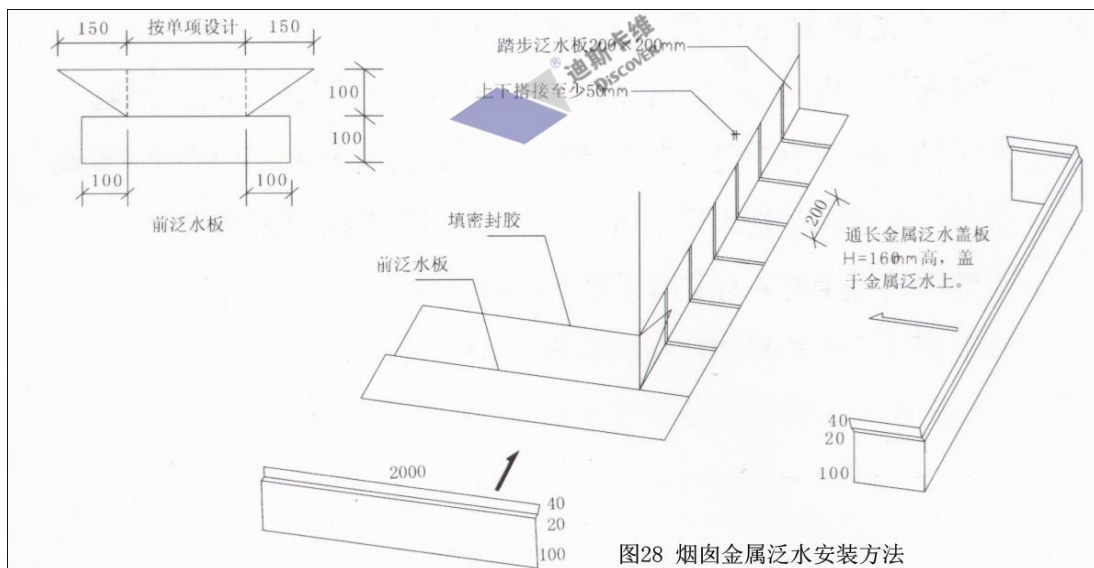 150 按单项设计 150
100
100
100 100
前泛水板
踏步泛水板200×200mm
迪斯卡维
DiSCOVER
上下搭接至少50mm
填密封胶
前泛水板
200
通长金属泛水盖板
H=160mm高，盖
于金属泛水上。
40
20
100
2000
40
20
100
图28 烟囱金属泛水安装方法